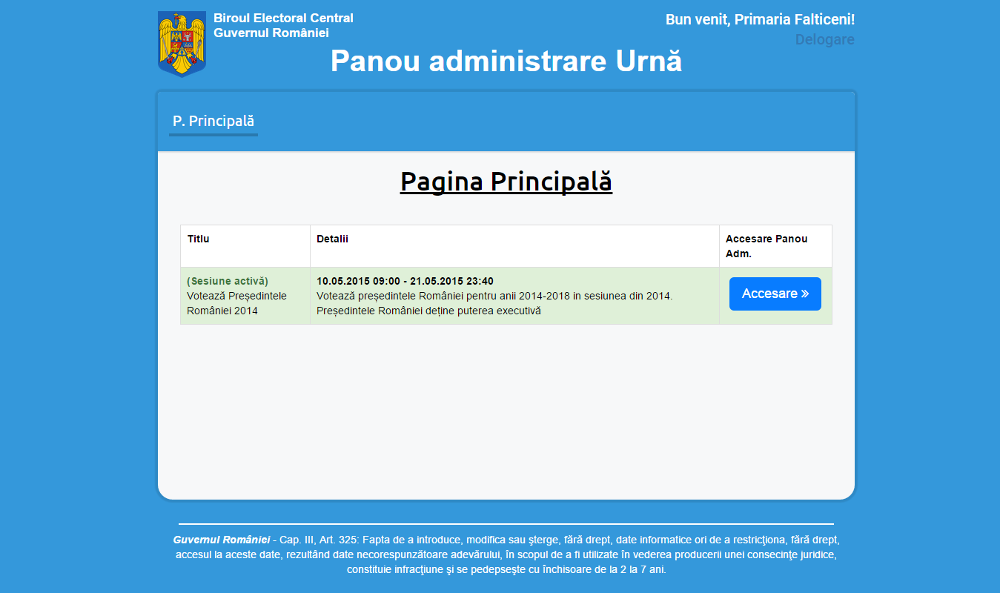 Biroul Electoral Central
Guvernul României
Bun venit, Primaria Falticeni!
Delogare
Panou administrare Urnă
P. Principală
Pagina Principală
Titlu
Detalii
Accesare Panou
Adm.
(Sesiune activă)
Votează Președintele
României 2014
10.05.2015 09:00 - 21.05.2015 23:40
Votează președintele României pentru anii 2014-2018 in sesiunea din 2014.
Președintele României deține puterea executivă
Accesare »
Guvernul României - Cap. III, Art. 325: Fapta de a introduce, modifica sau şterge, fără drept, date informatice ori de a restricţiona, fără drept,
accesul la aceste date, rezultând date necorespunzătoare adevărului, în scopul de a fi utilizate în vederea producerii unei consecinţe juridice,
constituie infracţiune şi se pedepseşte cu închisoare de la 2 la 7 ani.